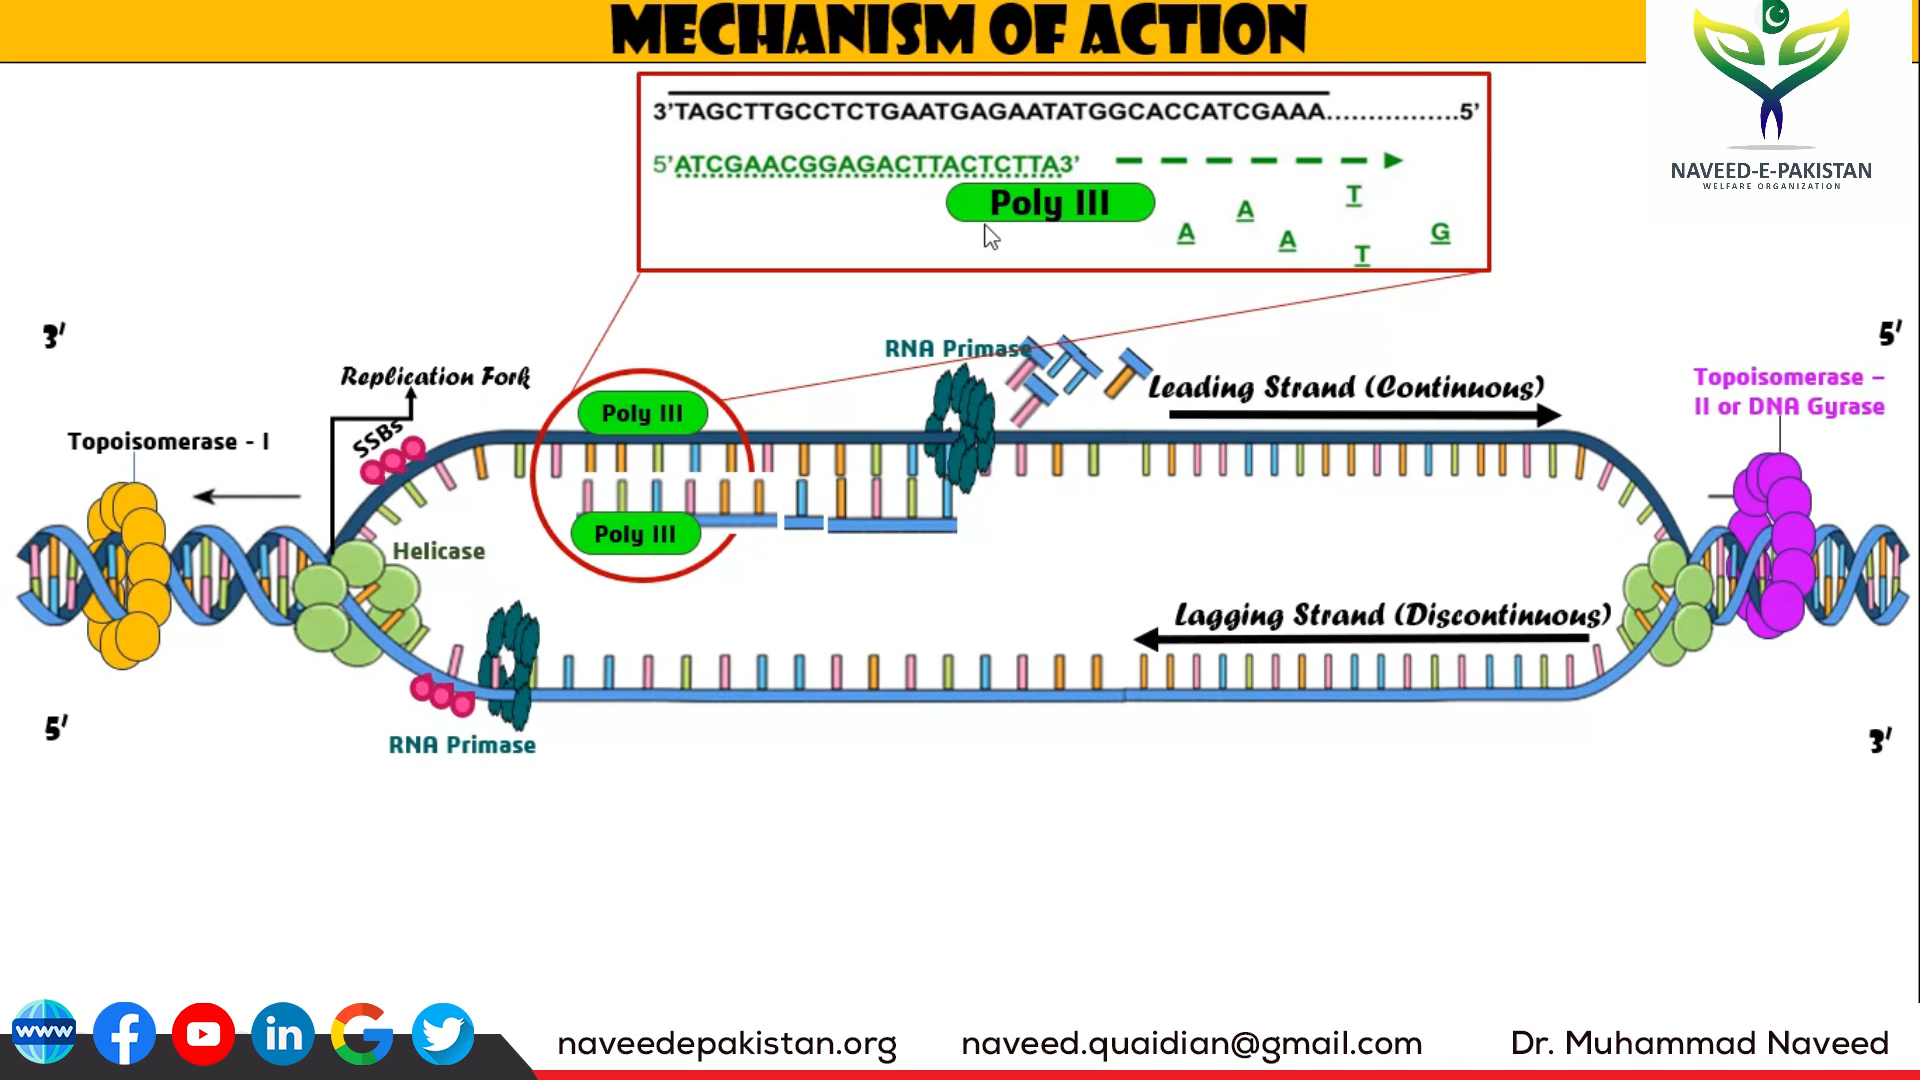 MECHANISM OF ACTION
3’TAGCTTGCCTCTGAATGAGAATATGGCACCATCGAAA................5’
5’ATCGAACGGAGACTTACTCTTA3’
Poly III
A
A
A
T
T
G
NAVEED-E-PAKISTAN
WELFARE ORGANIZATION
3’
5’
RNA Primase
Replication Fork
Leading Strand (Continuous)
Topoisomerase –
II or DNA Gyrase
Poly III
SSBs
Topoisomerase - I
Poly III
Helicase
Lagging Strand (Discontinuous)
5’
3’
RNA Primase
www
naveedepakistan.org
naveed.quaidian@gmail.com
Dr. Muhammad Naveed